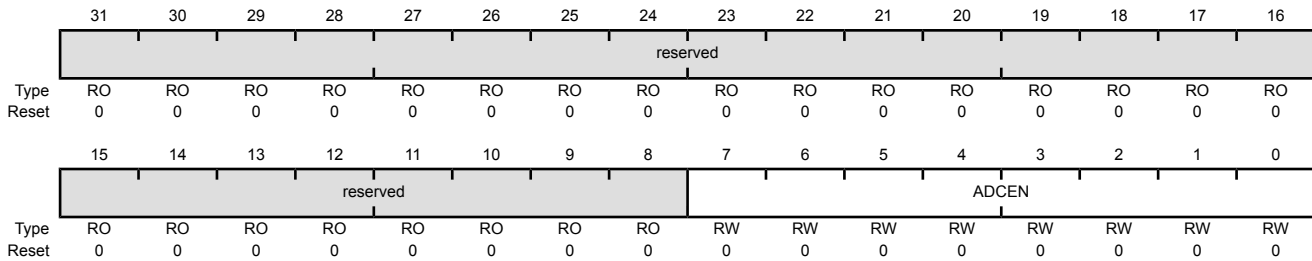 31 30 29 28 27 26 25 24 23 22 21 20 19 18 17 16
reserved
Type RO RO RO RO RO RO RO RO RO RO RO RO RO RO RO RO
Reset 0 0 0 0 0 0 0 0 0 0 0 0 0 0 0 0
15 14 13 12 11 10 9 8 7 6 5 4 3 2 1 0
reserved ADCEN
Type RO RO RO RO RO RO RO RO RW RW RW RW RW RW RW RW
Reset 0 0 0 0 0 0 0 0 0 0 0 0 0 0 0 0